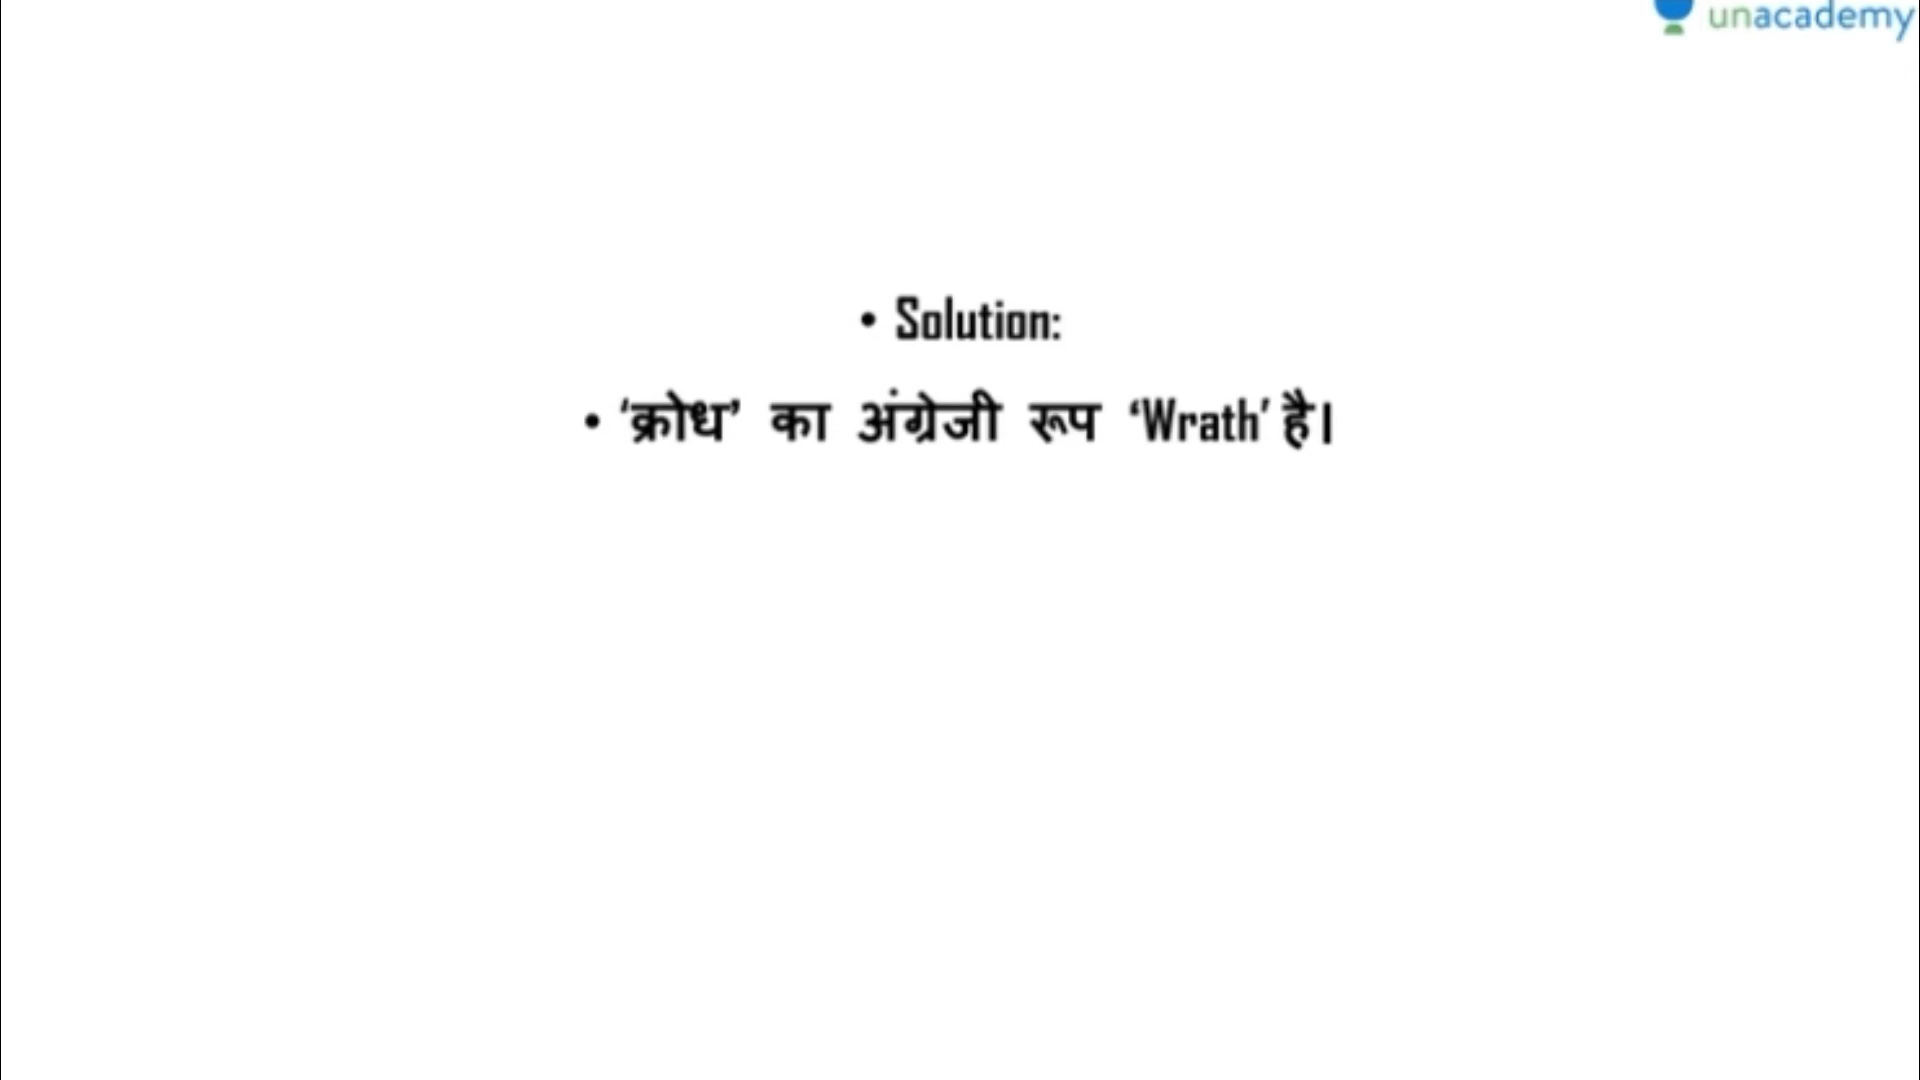 unacademy
• Solution:
• ‘क्रोध’ का अंग्रेजी रूप ‘Wrath’ है।